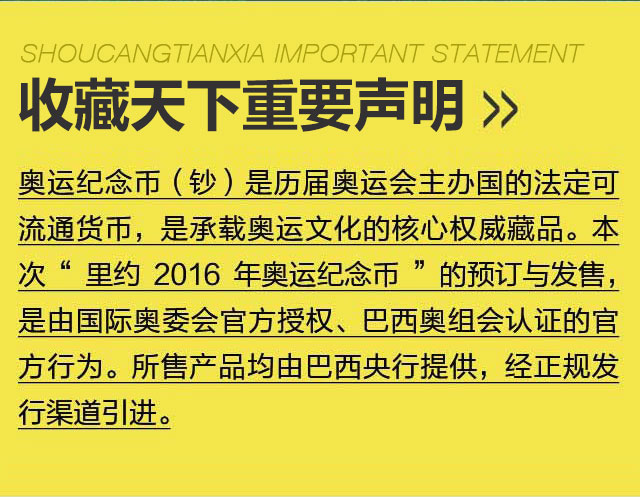 SHOUCANGTIANXIA IMPORTANT STATEMENT
收藏天下重要声明 »
奥运纪念币（钞）是历届奥运会主办国的法定可
流通货币，是承载奥运文化的核心权威藏品。本
次“ 里约 2016 年奥运纪念币 ”的预订与发售，
是由国际奥委会官方授权、巴西奥组会认证的官
方行为。所售产品均由巴西央行提供，经正规发
行渠道引进。